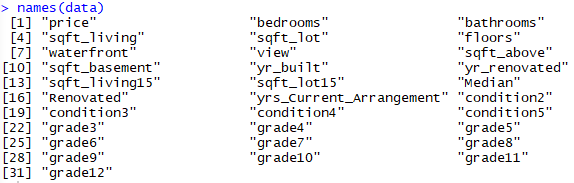 > names(data)
[1] "price" "bedrooms" "bathrooms"
[4] "sqft_living" "sqft_lot" "floors"
[7] "waterfront" "view" "sqft_above"
[10] "sqft_basement" "yr_built" "yr_renovated"
[13] "sqft_living15" "sqft_lot15" "Median"
[16] "Renovated" "yrs_Current_Arrangement" "condition2"
[19] "condition3" "condition4" "condition5"
[22] "grade3" "grade4" "grade5"
[25] "grade6" "grade7" "grade8"
[28] "grade9" "grade10" "grade11"
[31] "grade12"